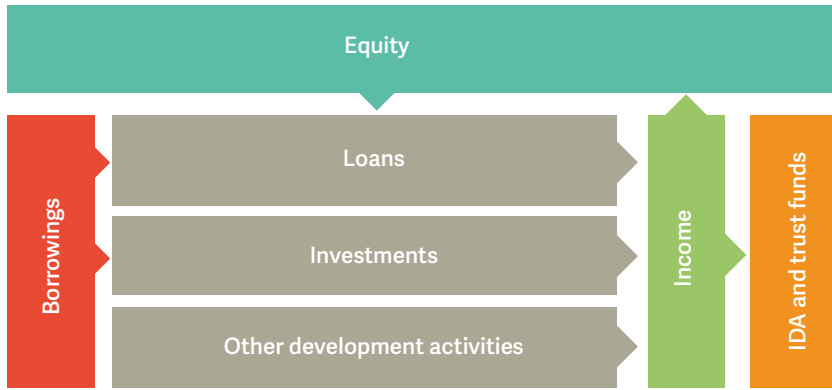 Equity
Borrowings
Loans
Investments
Other development activities
Income
IDA and trust funds